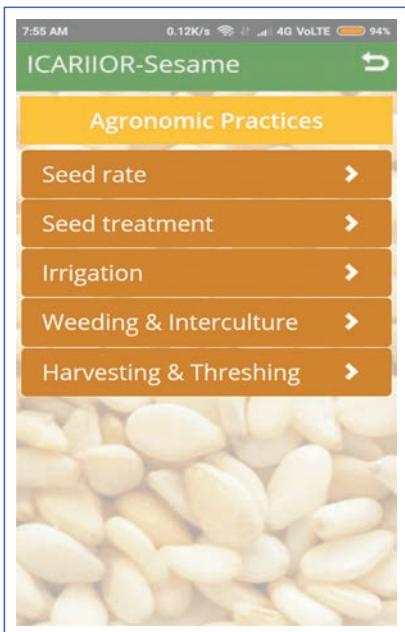 7:55 AM 0.12K/s 4G VoLTE 94%
ICARIIOR-Sesame
Agronomic Practices
Seed rate
Seed treatment
Irrigation
Weeding & Interculture
Harvesting & Threshing